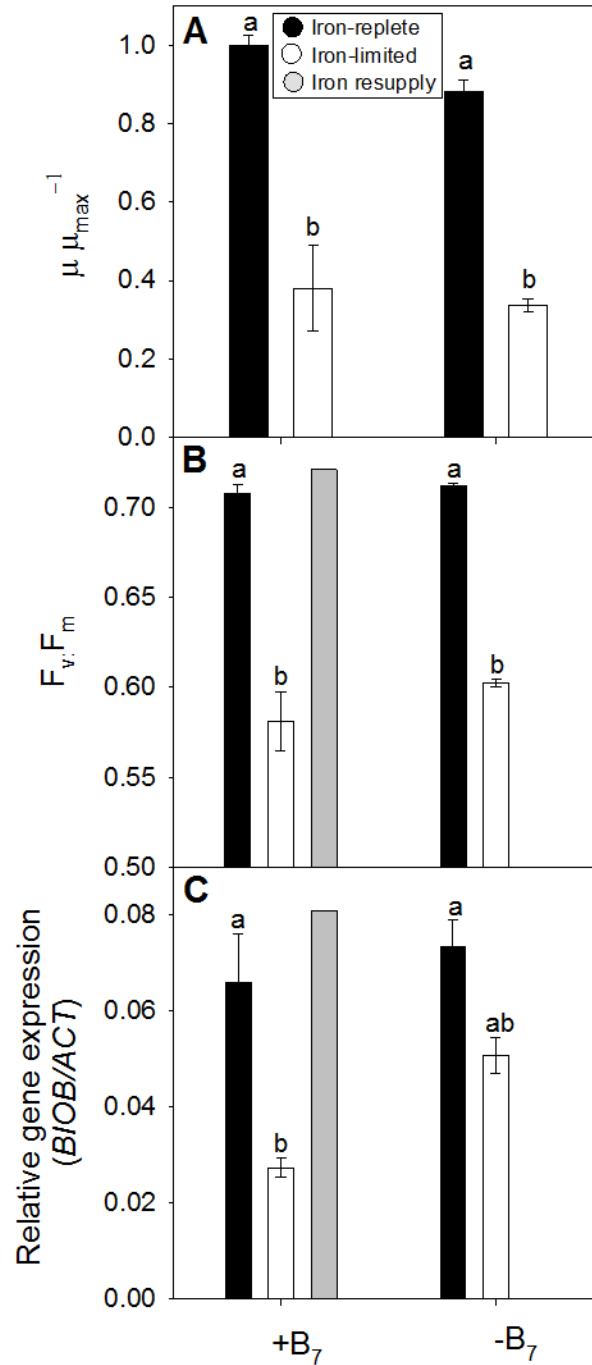 A
Iron-replete
Iron-limited
Iron resupply
μ μmax⁻¹
1.0
0.8
0.6
0.4
0.2
0.0
a
b
a
b
B
Fv:Fm
0.70
0.65
0.60
0.55
0.50
a
b
a
b
C
Relative gene expression
(BIOB/ACT)
0.08
0.06
0.04
0.02
0.00
a
b
a
ab
+B₇
-B₇